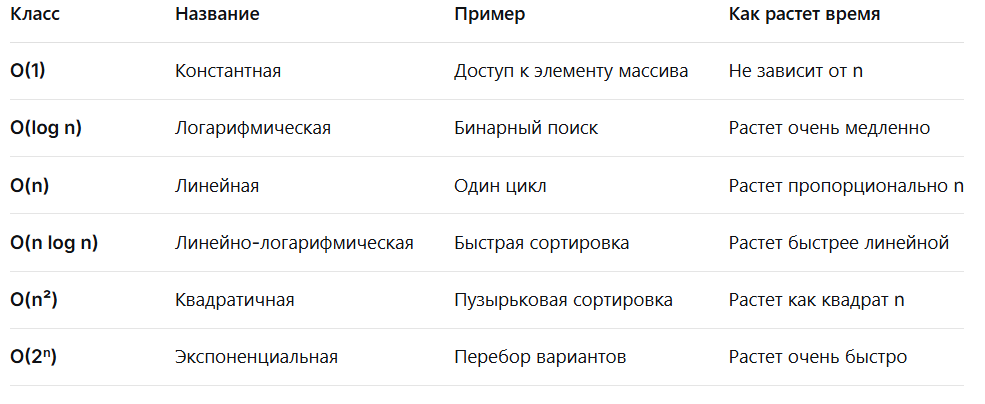 Класс Название Пример Как растет время
O(1) Константная Доступ к элементу массива Не зависит от n
O(log n) Логарифмическая Бинарный поиск Растет очень медленно
O(n) Линейная Один цикл Растет пропорционально n
O(n log n) Линейно-логарифмическая Быстрая сортировка Растет быстрее линейной
O(n²) Квадратичная Пузырьковая сортировка Растет как квадрат n
O(2ⁿ) Экспоненциальная Перебор вариантов Растет очень быстро